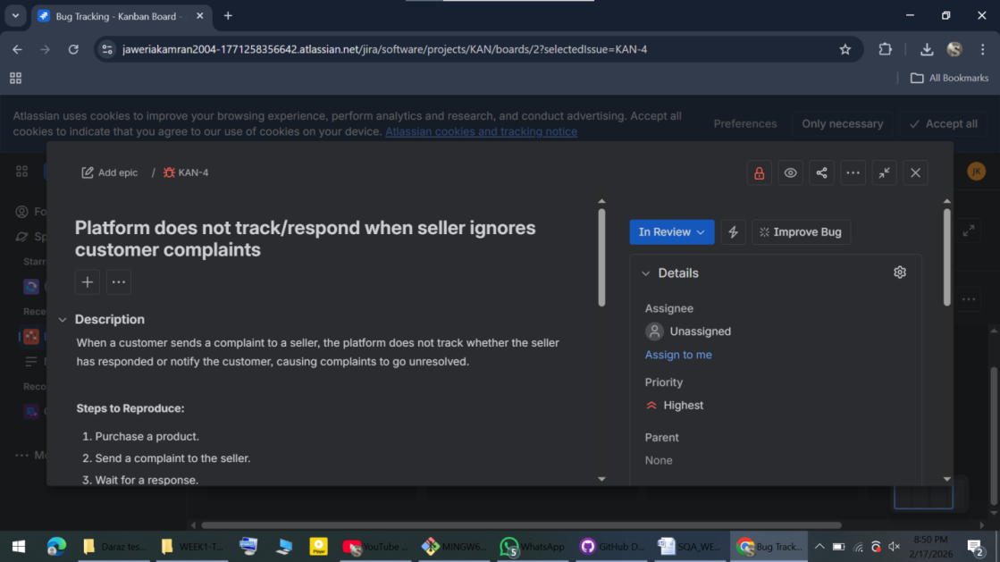 Bug Tracking - Kanban Board -
jaweriakamran2004-1771258356642.atlassian.net/jira/software/projects/KAN/boards/2?selectedIssue=KAN-4
All Bookmarks
Atlassian uses cookies to improve your browsing experience, perform analytics and research, and conduct advertising. Accept all
cookies to indicate that you agree to our use of cookies on your device. Atlassian cookies and tracking notice
Preferences
Only necessary
Accept all
Add epic / KAN-4
JK
Fo
Sp
Starr
Rece
Reco
Mo
Platform does not track/respond when seller ignores
customer complaints
Description
When a customer sends a complaint to a seller, the platform does not track whether the seller
has responded or notify the customer, causing complaints to go unresolved.
Steps to Reproduce:
1. Purchase a product.
2. Send a complaint to the seller.
3. Wait for a response.
In Review
Improve Bug
Details
Assignee
Unassigned
Assign to me
Priority
Highest
Parent
None
Daraz tes...
WEEK1-T...
YouTube ...
MINGW6...
5
WhatsApp
GitHub D...
SQA_WE...
Bug Track...
8:50 PM
2/17/2026
2